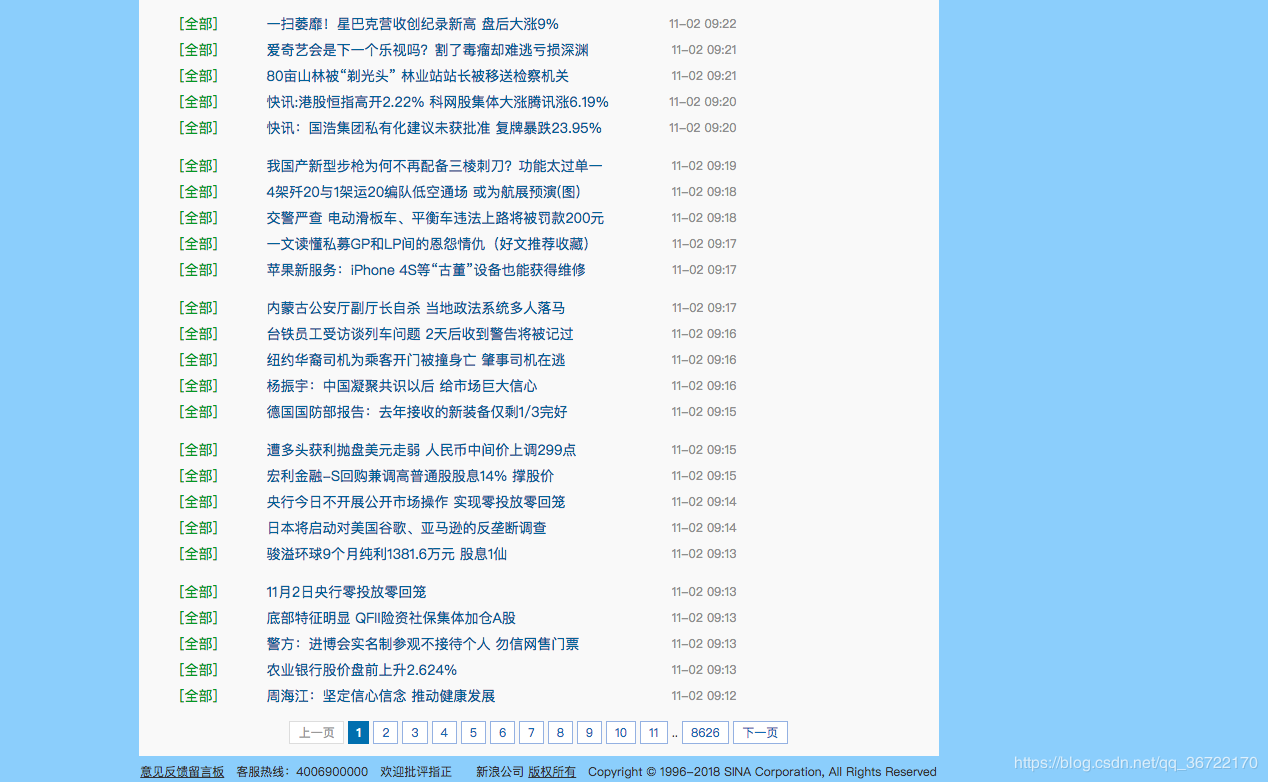 [全部] 一扫萎靡！星巴克营收创纪录新高 盘后大涨9% 11-02 09:22
[全部] 爱奇艺会是下一个乐视吗？割了毒瘤却难逃亏损深渊 11-02 09:21
[全部] 80亩山林被“剃光头” 林业站站长被移送检察机关 11-02 09:21
[全部] 快讯:港股恒指高开2.22% 科网股集体大涨腾讯涨6.19% 11-02 09:20
[全部] 快讯：国浩集团私有化建议未获批准 复牌暴跌23.95% 11-02 09:20
[全部] 我国产新型步枪为何不再配备三棱刺刀？功能太过单一 11-02 09:19
[全部] 4架歼20与1架运20编队低空通场 或为航展预演(图) 11-02 09:18
[全部] 交警严查 电动滑板车、平衡车违法上路将被罚款200元 11-02 09:18
[全部] 一文读懂私募GP和LP间的恩怨情仇（好文推荐收藏） 11-02 09:17
[全部] 苹果新服务：iPhone 4S等“古董”设备也能获得维修 11-02 09:17
[全部] 内蒙古公安厅副厅长自杀 当地政法系统多人落马 11-02 09:17
[全部] 台铁员工受访谈列车问题 2天后收到警告将被记过 11-02 09:16
[全部] 纽约华裔司机为乘客开门被撞身亡 肇事司机在逃 11-02 09:16
[全部] 杨振宇：中国凝聚共识以后 给市场巨大信心 11-02 09:16
[全部] 德国国防部报告：去年接收的新装备仅剩1/3完好 11-02 09:15
[全部] 遭多头获利抛盘美元走弱 人民币中间价上调299点 11-02 09:15
[全部] 宏利金融-S回购兼调高普通股股息14% 撑股价 11-02 09:15
[全部] 央行今日不开展公开市场操作 实现零投放零回笼 11-02 09:14
[全部] 日本将启动对美国谷歌、亚马逊的反垄断调查 11-02 09:14
[全部] 骏溢环球9个月纯利1381.6万元 股息1仙 11-02 09:13
[全部] 11月2日央行零投放零回笼 11-02 09:13
[全部] 底部特征明显 QFII险资社保集体加仓A股 11-02 09:13
[全部] 警方：进博会实名制参观不接待个人 勿信网售门票 11-02 09:13
[全部] 农业银行股价盘前上升2.624% 11-02 09:13
[全部] 周海江：坚定信心信念 推动健康发展 11-02 09:12
上一页 1 2 3 4 5 6 7 8 9 10 11 .. 8626 下一页
意见反馈留言板 客服热线：4006900000 欢迎批评指正 新浪公司 版权所有 Copyright © 1996-2018 SINA Corporation, All Rights Reserved
https://blog.csdn.net/qq_36722170